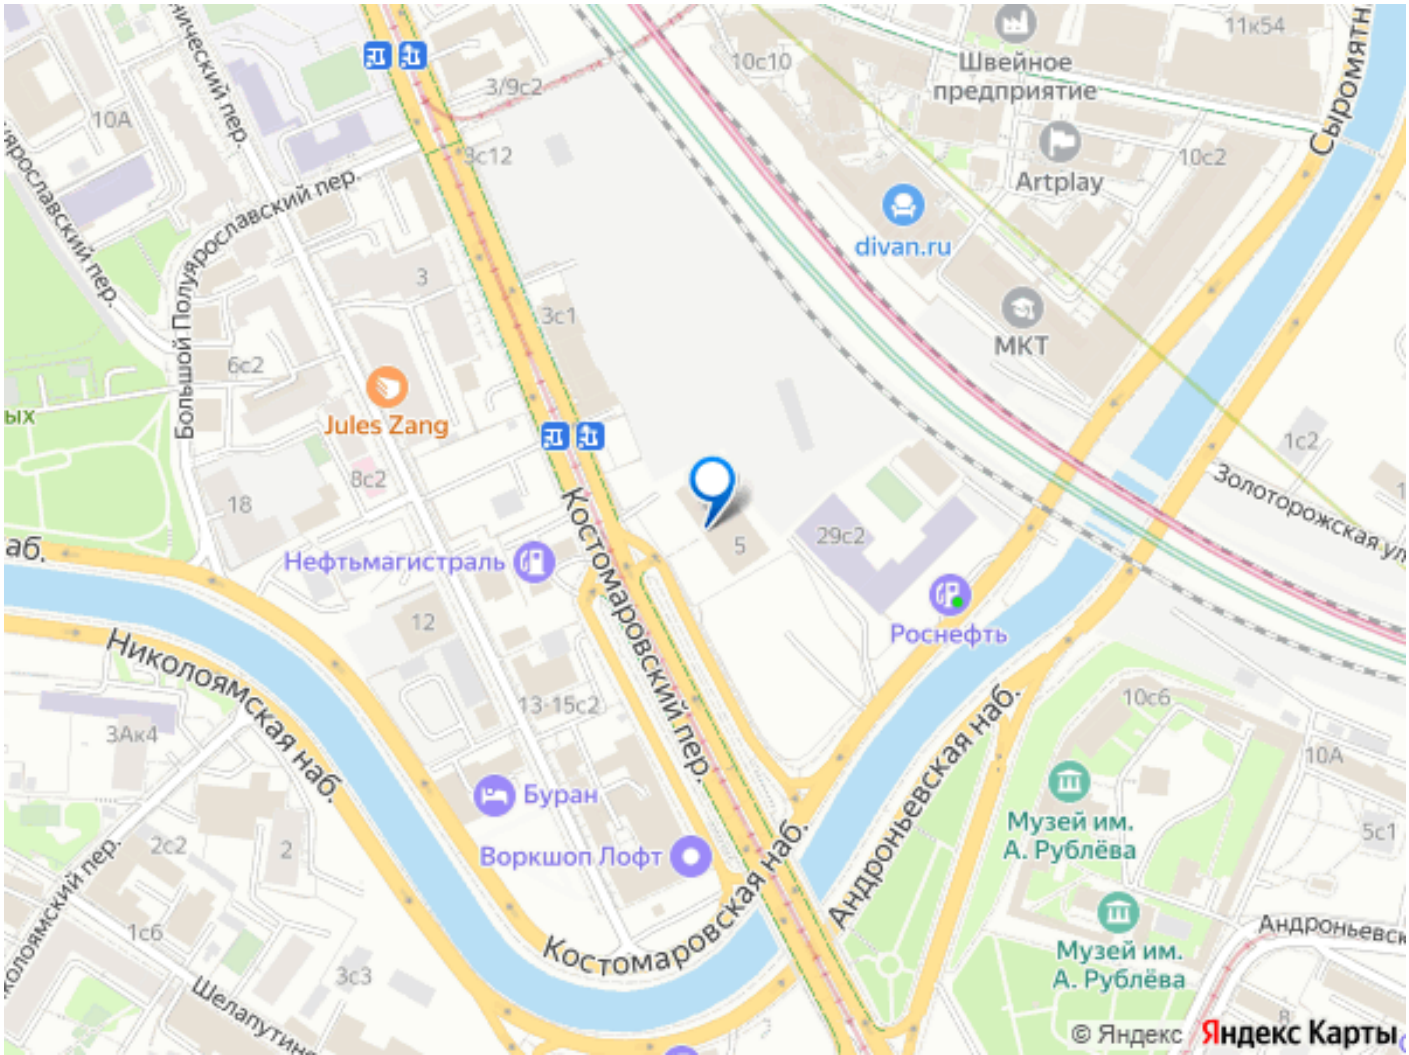 11к54
10с10
Швейное
предприятие
Сыромятн.
3/9с2
10А
3с12
Artplay
10с2
Большой Полуярославский пер.
divan.ru
3
3с1
МКТ
6с2
ых
Jules Zang
1с2
8с2
18
Золоторожская ул
Костомаровский пер.
29с2
5
аб.
Нефтьмагистраль
Роснефть
12
Николоямская наб.
10с6
13-15с2
3Ак4
10А
Буран
Музей им.
А. Рублёва
5с1
2с2
2
Воркшоп Лофт
Андроньевская наб.
Костомаровская наб.
1с6
Андроньевск
Музей им.
А. Рублёва
3с3
Шелапутин
8
© Яндекс Яндекс Карты